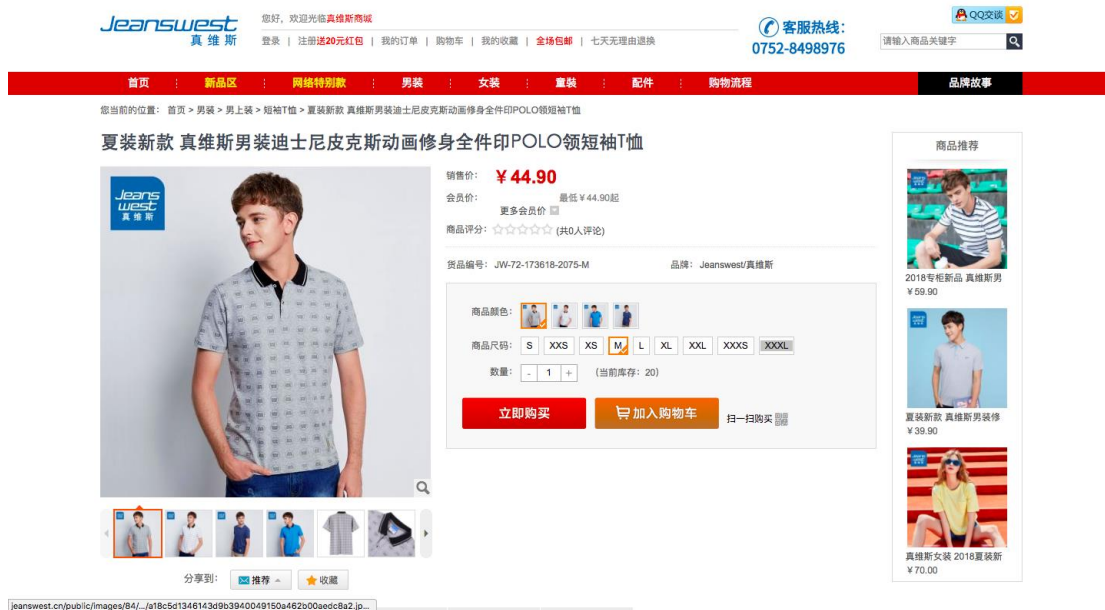 Jeanswest
真维斯
您好，欢迎光临真维斯商城
登录 | 注册送20元红包 | 我的订单 | 购物车 | 我的收藏 | 全场包邮 | 七天无理由退换
客服热线：
0752-8498976
QQ交谈
请输入商品关键字
首页 新品区 网络特别款 男装 女装 童装 配件 购物流程 品牌故事
您当前的位置： 首页 > 男装 > 男上装 > 短袖T恤 > 夏装新款 真维斯男装迪士尼皮克斯动画修身全件印POLO领短袖T恤
夏装新款 真维斯男装迪士尼皮克斯动画修身全件印POLO领短袖T恤
Jeans
west
真维斯
销售价： ￥44.90
会员价： 最低￥44.90起
更多会员价
商品评分： (共0人评论)
货品编号： JW-72-173618-2075-M 品牌： Jeanswest/真维斯
商品颜色：
商品尺码： S XXS XS M L XL XXL XXXS XXXL
数量： - 1 + (当前库存：20)
立即购买 加入购物车 扫一扫购买
分享到： 推荐 收藏
商品推荐
2018专柜新品 真维斯男
￥59.90
夏装新款 真维斯男装修
￥39.90
真维斯女装 2018夏装新
￥70.00
jeanswest.cn/public/images/84/.../a18c5d1346143d9b3940049150a462b00aedc8a2.jp...